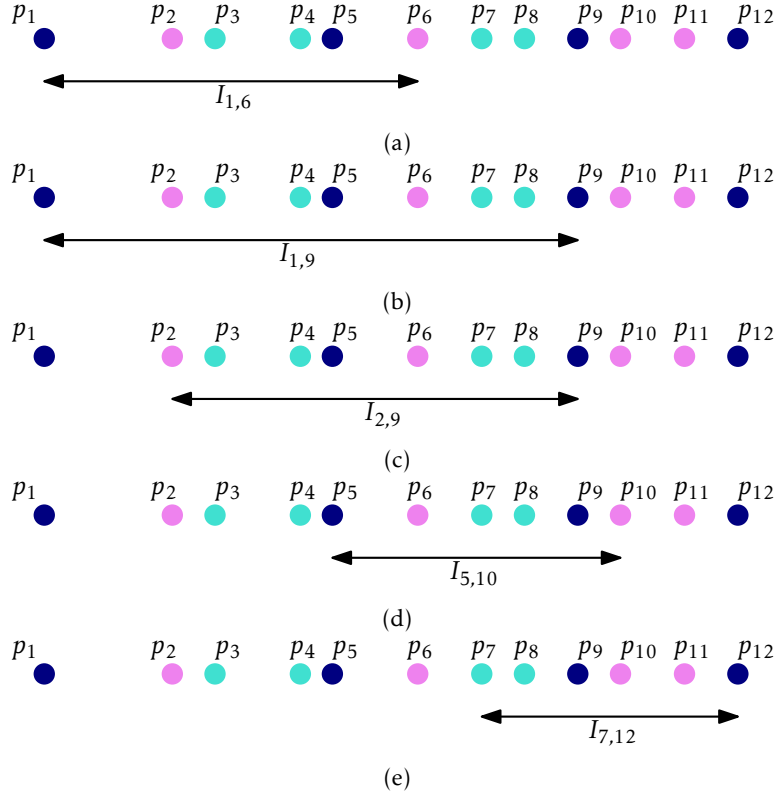 p₁ p₂ p₃ p₄ p₅ p₆ p₇ p₈ p₉ p₁₀ p₁₁ p₁₂
I₁,₆
(a)
p₁ p₂ p₃ p₄ p₅ p₆ p₇ p₈ p₉ p₁₀ p₁₁ p₁₂
I₁,₉
(b)
p₁ p₂ p₃ p₄ p₅ p₆ p₇ p₈ p₉ p₁₀ p₁₁ p₁₂
I₂,₉
(c)
p₁ p₂ p₃ p₄ p₅ p₆ p₇ p₈ p₉ p₁₀ p₁₁ p₁₂
I₅,₁₀
(d)
p₁ p₂ p₃ p₄ p₅ p₆ p₇ p₈ p₉ p₁₀ p₁₁ p₁₂
I₇,₁₂
(e)